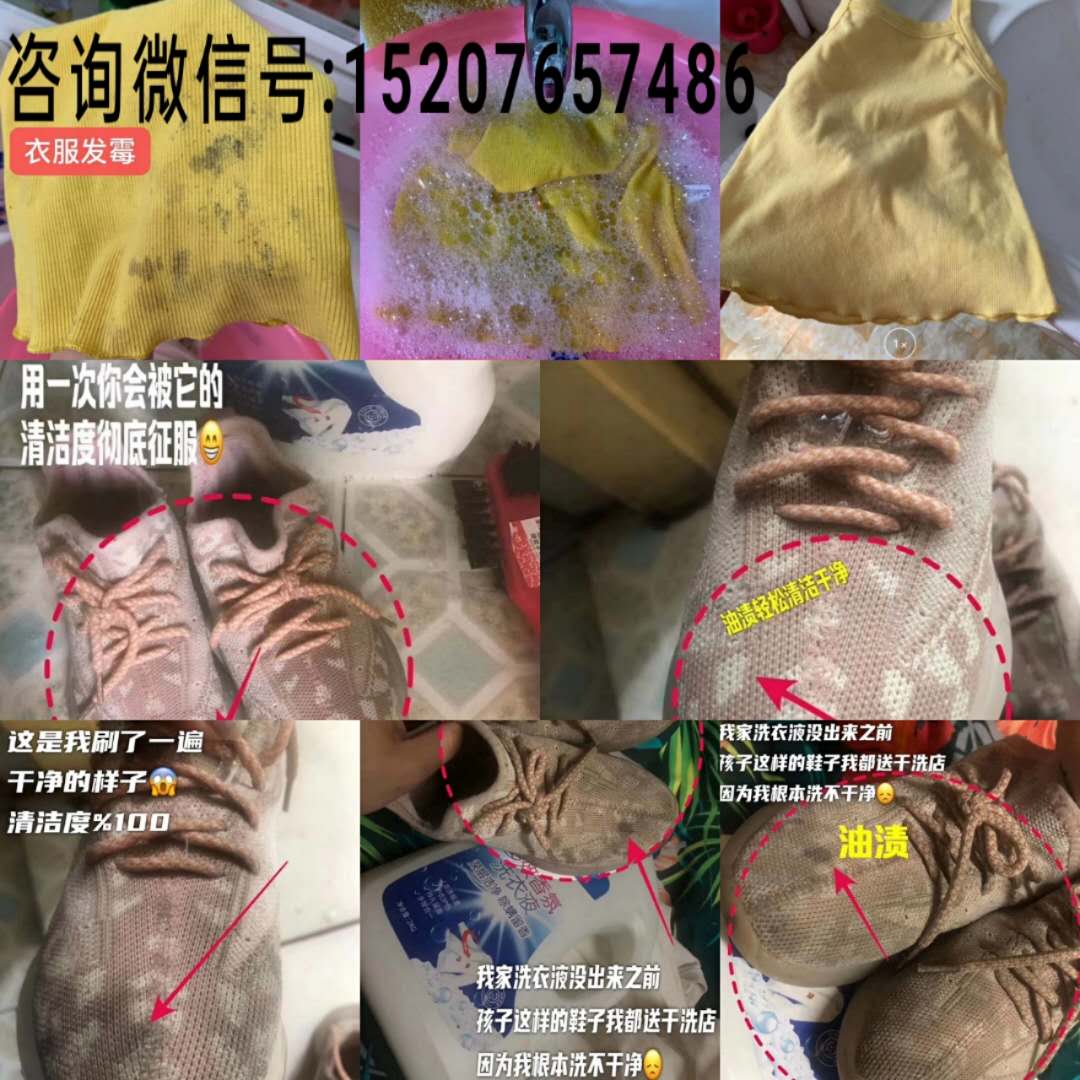 咨询微信号:15207657486
衣服发霉
1×
用一次你会被它的
清洁度彻底征服😁
油渍轻松清洁干净
这是我刷了一遍
干净的样子😱
清洁度%100
洗衣液
我家洗衣液没出来之前
孩子这样的鞋子我都送干洗店
因为我根本洗不干净😞
我家洗衣液没出来之前
孩子这样的鞋子我都送干洗店
因为我根本洗不干净😞
油渍